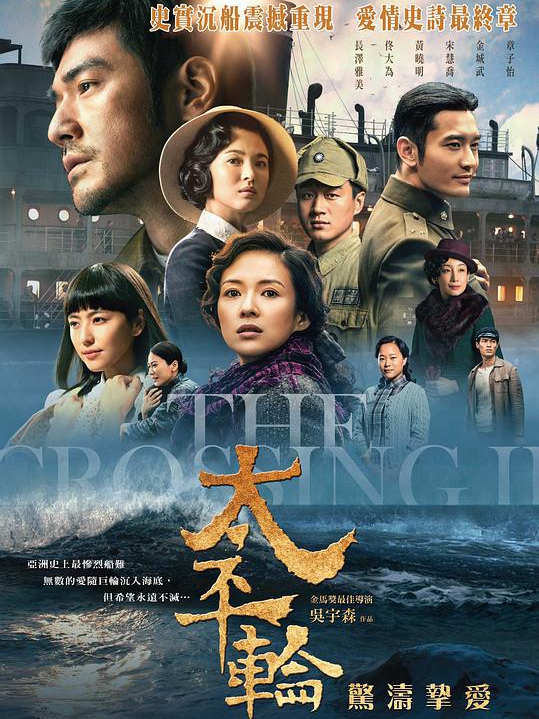 史實沉船震撼重現 愛情史詩最終章
章子怡
金城武
宋慧喬
黃曉明
佟大為
長澤雅美
THE
CROSSING II
太平輪
亞洲史上最慘烈船難
無數的愛隨巨輪沉入海底，
但希望永遠不滅…
金馬獎最佳導演
吳宇森 作品
驚濤摯愛